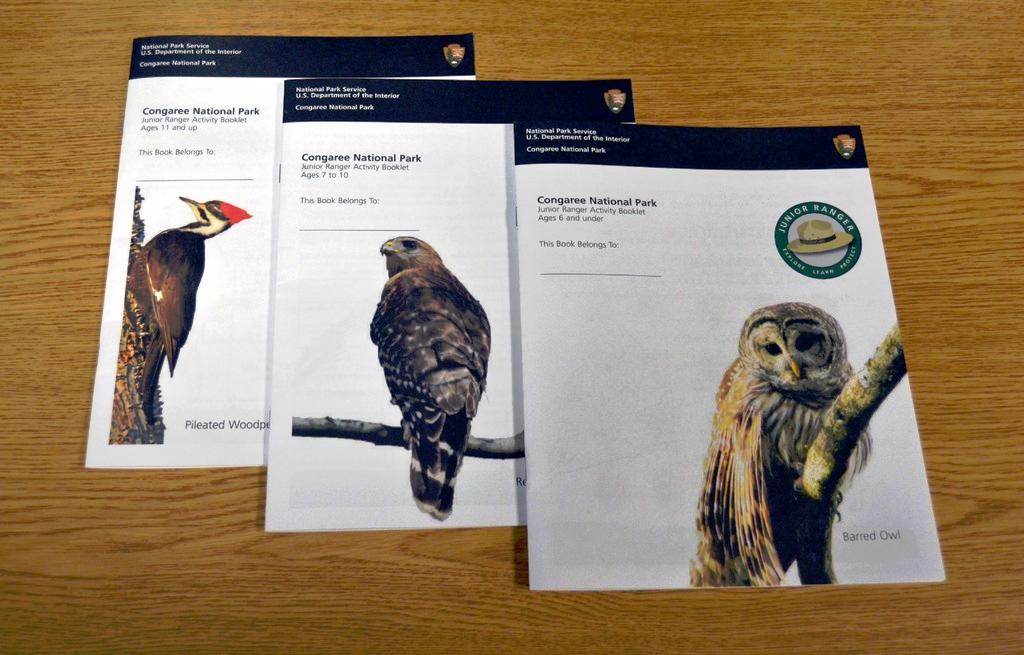 National Park Service
U.S. Department of the Interior
Congaree National Park
Congaree National Park
Junior Ranger Activity Booklet
Ages 11 and up
This Book Belongs To:
Pileated Woodpe
National Park Service
U.S. Department of the Interior
Congaree National Park
Congaree National Park
Junior Ranger Activity Booklet
Ages 7 to 10
This Book Belongs To:
Re
National Park Service
U.S. Department of the Interior
Congaree National Park
Congaree National Park
Junior Ranger Activity Booklet
Ages 6 and under
This Book Belongs To:
JUNIOR RANGER
EXPLORE LEARN PROTECT
Barred Owl